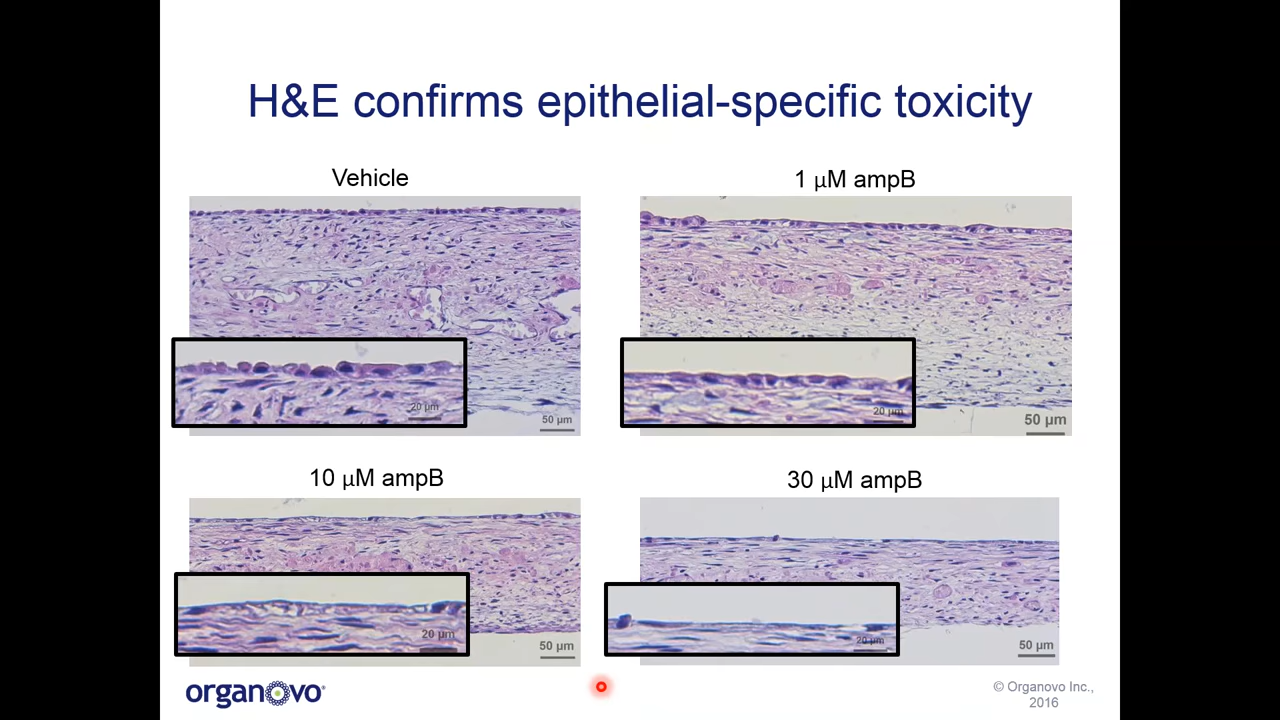 H&E confirms epithelial-specific toxicity
Vehicle
1 μM ampB
20 μm
50 μm
20 μm
50 μm
10 μM ampB
30 μM ampB
20 μm
50 μm
20 μm
50 μm
organovo®
© Organovo Inc.,
2016